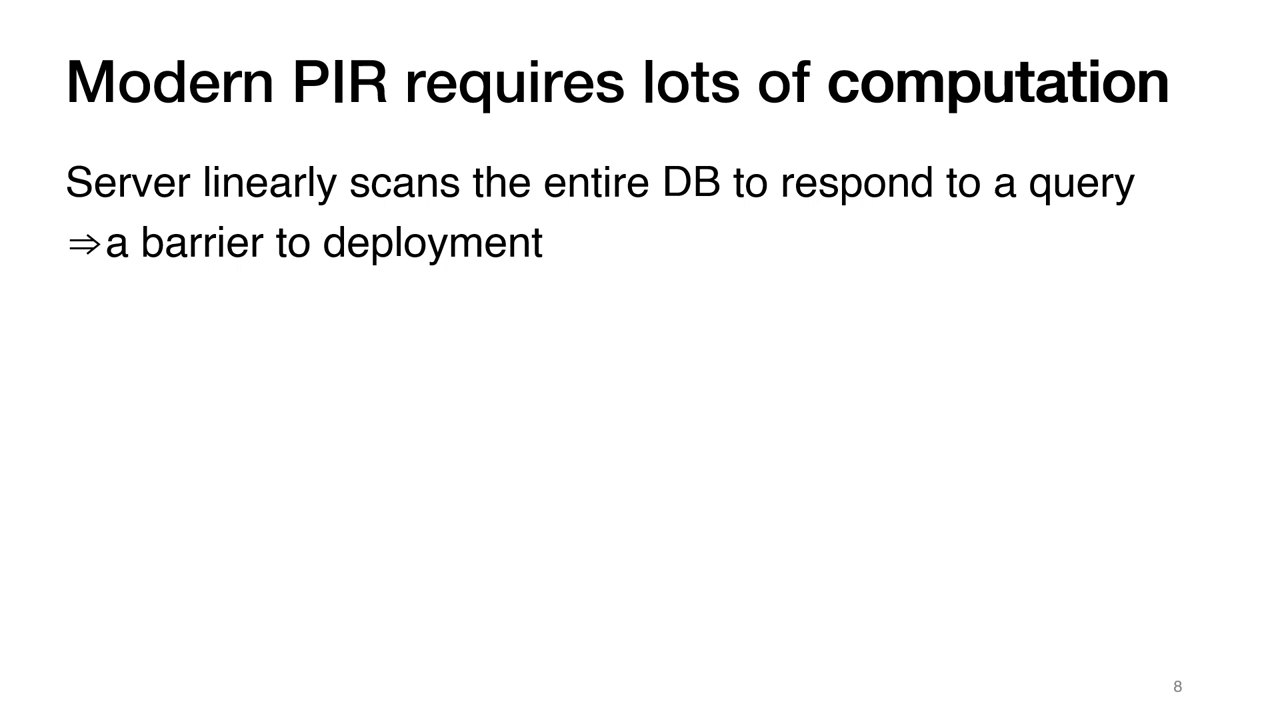 Modern PIR requires lots of computation
Server linearly scans the entire DB to respond to a query
⇒a barrier to deployment
8